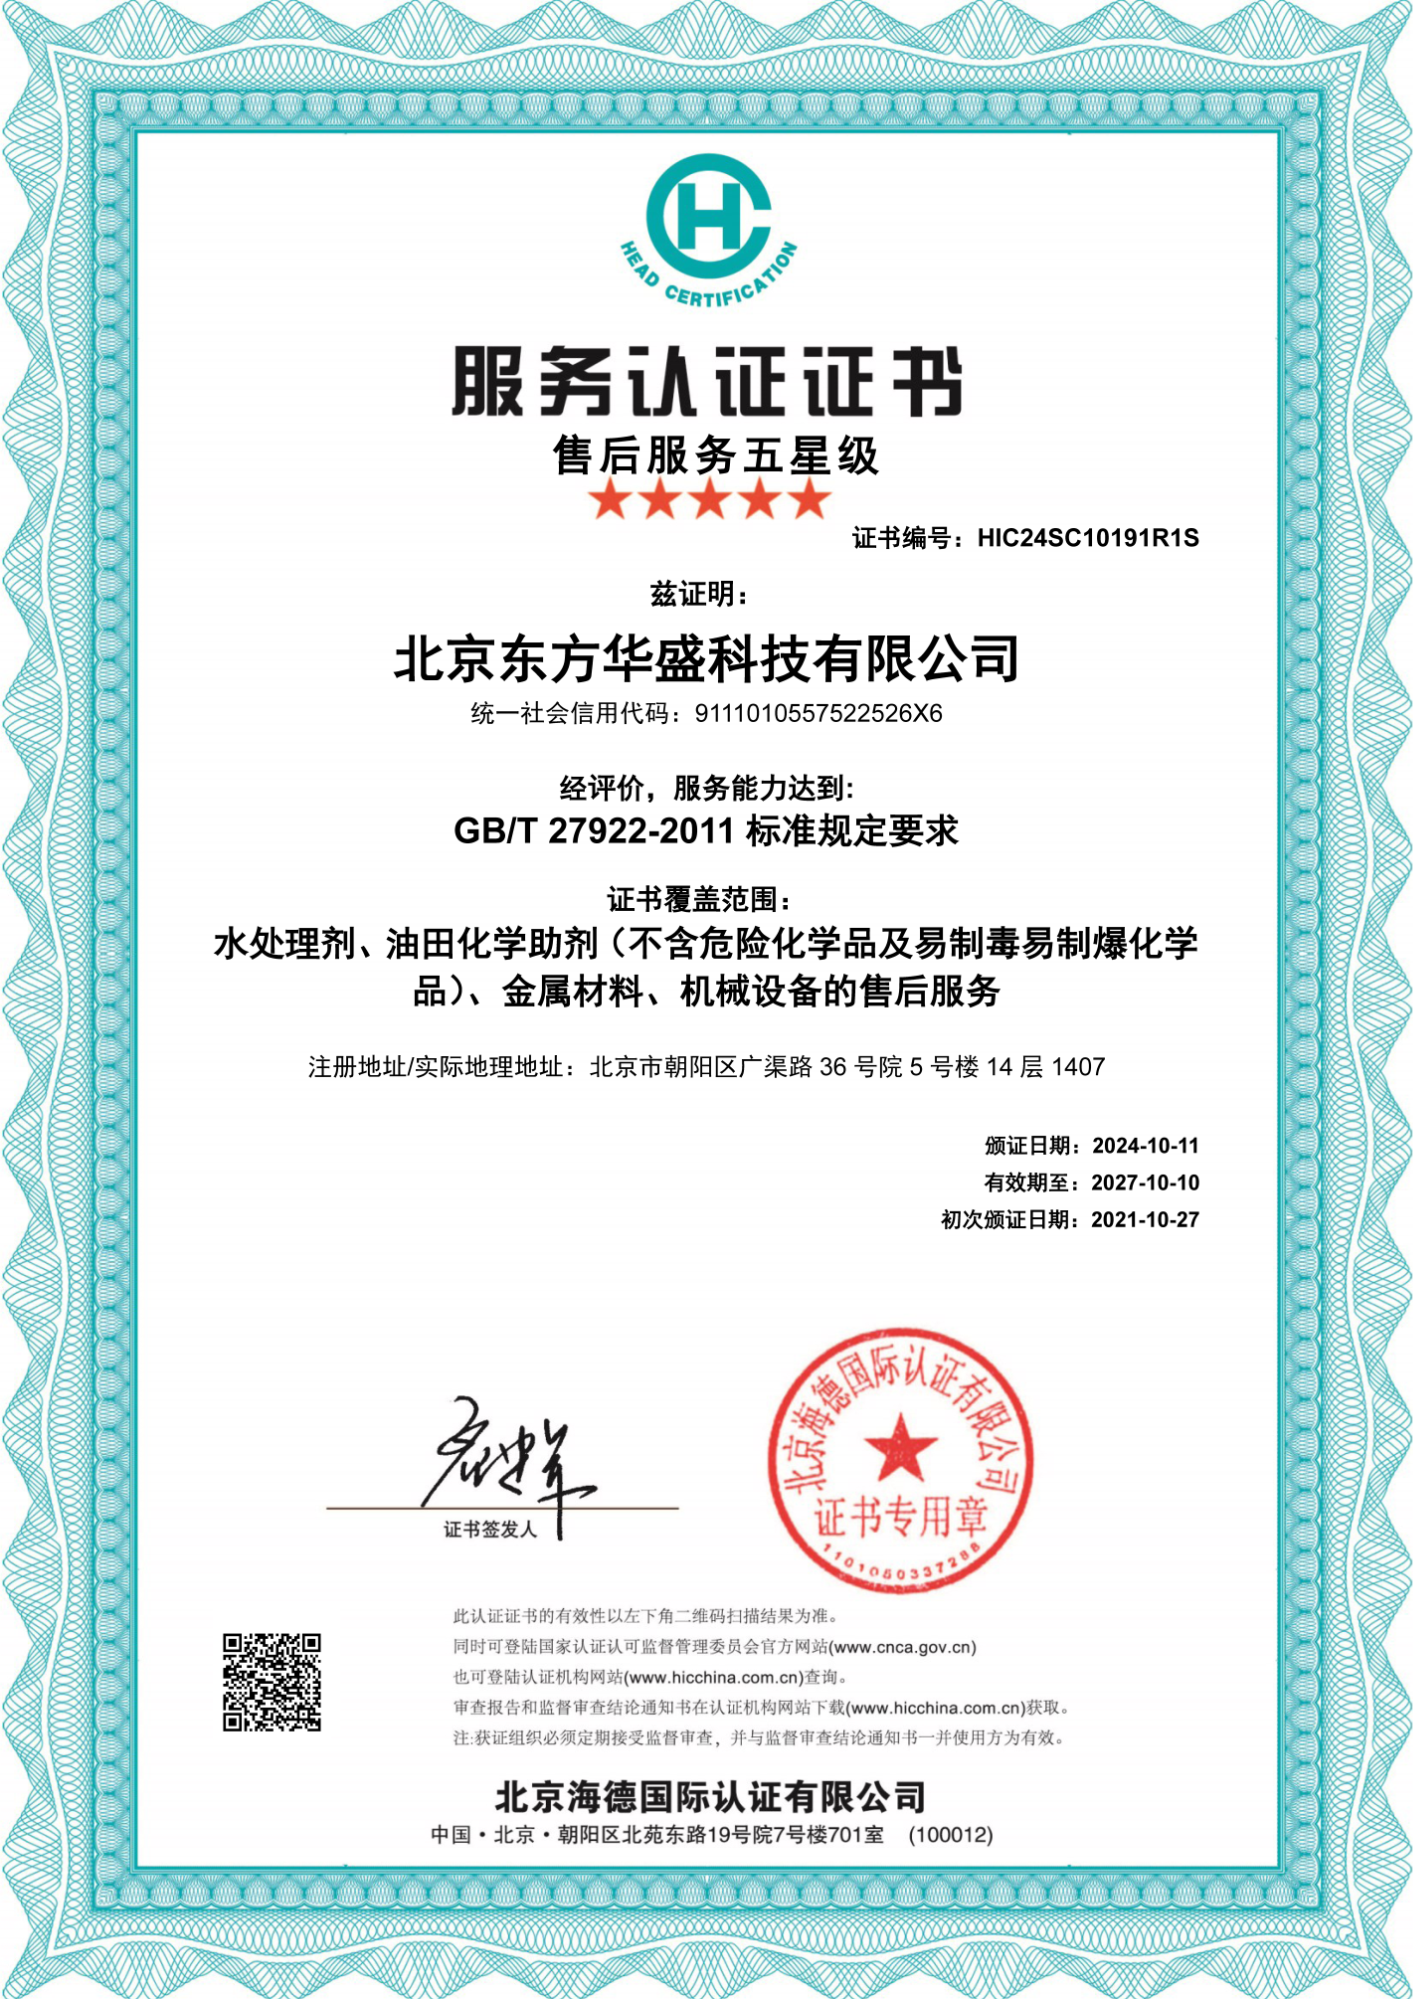 HEAD CERTIFICATION
服务认证证书
售后服务五星级
证书编号：HIC24SC10191R1S
兹证明：
北京东方华盛科技有限公司
统一社会信用代码：9111010557522526X6
经评价，服务能力达到:
GB/T 27922-2011 标准规定要求
证书覆盖范围：
水处理剂、油田化学助剂（不含危险化学品及易制毒易制爆化学
品）、金属材料、机械设备的售后服务
注册地址/实际地理地址：北京市朝阳区广渠路 36 号院 5 号楼 14 层 1407
颁证日期：2024-10-11
有效期至：2027-10-10
初次颁证日期：2021-10-27
证书签发人
北京海德国际认证有限公司
证书专用章
此认证证书的有效性以左下角二维码扫描结果为准。
同时可登陆国家认证认可监督管理委员会官方网站(www.cnca.gov.cn)
也可登陆认证机构网站(www.hicchina.com.cn)查询。
审查报告和监督审查结论通知书在认证机构网站下载(www.hicchina.com.cn)获取。
注:获证组织必须定期接受监督审查，并与监督审查结论通知书一并使用方为有效。
北京海德国际认证有限公司
中国·北京·朝阳区北苑东路19号院7号楼701室 (100012)